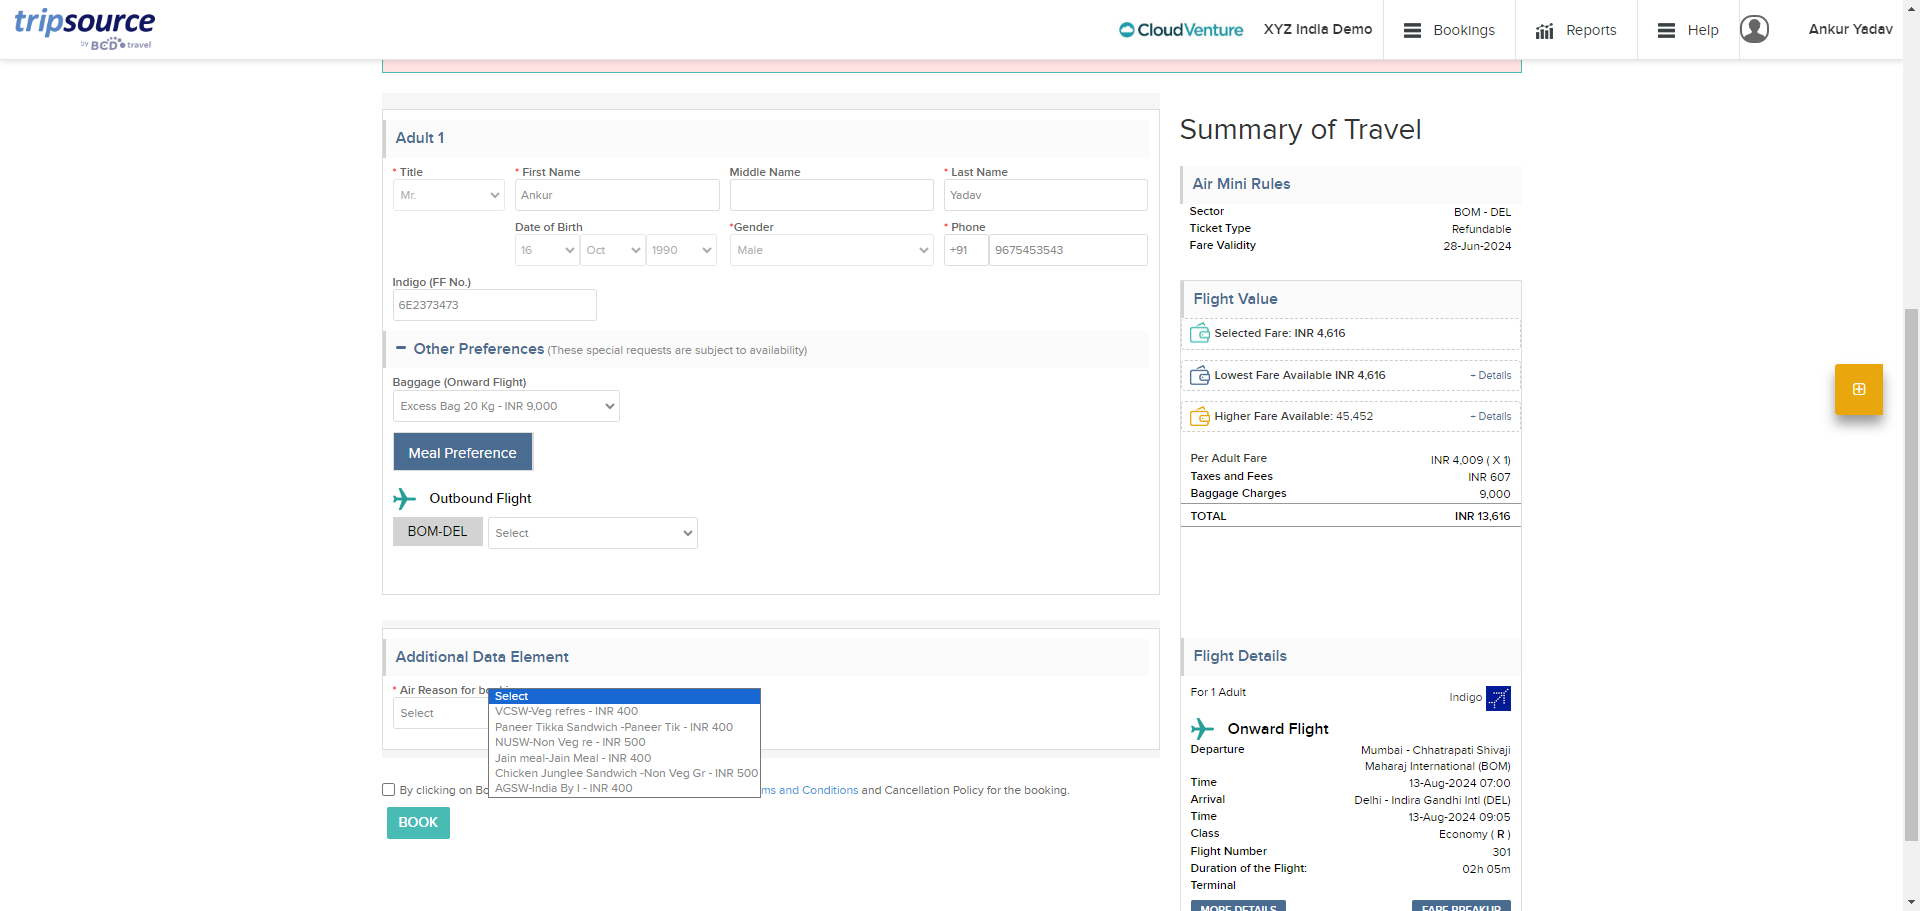 tripsource
by BCD travel
CloudVenture
XYZ India Demo
Bookings
Reports
Help
Ankur Yadav
Adult 1
* Title
* First Name
Middle Name
* Last Name
Mr.
Ankur
Yadav
Date of Birth
*Gender
* Phone
16
Oct
1990
Male
+91
9675453543
Indigo (FF No.)
6E2373473
Other Preferences (These special requests are subject to availability)
Baggage (Onward Flight)
Excess Bag 20 Kg - INR 9,000
Meal Preference
Outbound Flight
BOM-DEL
Select
Additional Data Element
* Air Reason for
Select
Select
VCSW-Veg refres - INR 400
Paneer Tikka Sandwich -Paneer Tik - INR 400
NUSW-Non Veg re - INR 500
Jain meal-Jain Meal - INR 400
Chicken Junglee Sandwich -Non Veg Gr - INR 500
AGSW-India By I - INR 400
By clicking on and Conditions and Cancellation Policy for the booking.
BOOK
Summary of Travel
Air Mini Rules
Sector BOM - DEL
Ticket Type Refundable
Fare Validity 28-Jun-2024
Flight Value
Selected Fare: INR 4,616
Lowest Fare Available INR 4,616 + Details
Higher Fare Available: 45,452 + Details
Per Adult Fare INR 4,009 ( X 1)
Taxes and Fees INR 607
Baggage Charges 9,000
TOTAL INR 13,616
Flight Details
For 1 Adult Indigo
Onward Flight
Departure Mumbai - Chhatrapati Shivaji
Maharaj International (BOM)
Time 13-Aug-2024 07:00
Arrival Delhi - Indira Gandhi Intl (DEL)
Time 13-Aug-2024 09:05
Class Economy ( R )
Flight Number 301
Duration of the Flight: 02h 05m
Terminal
MORE DETAILS FARE BREAKUP